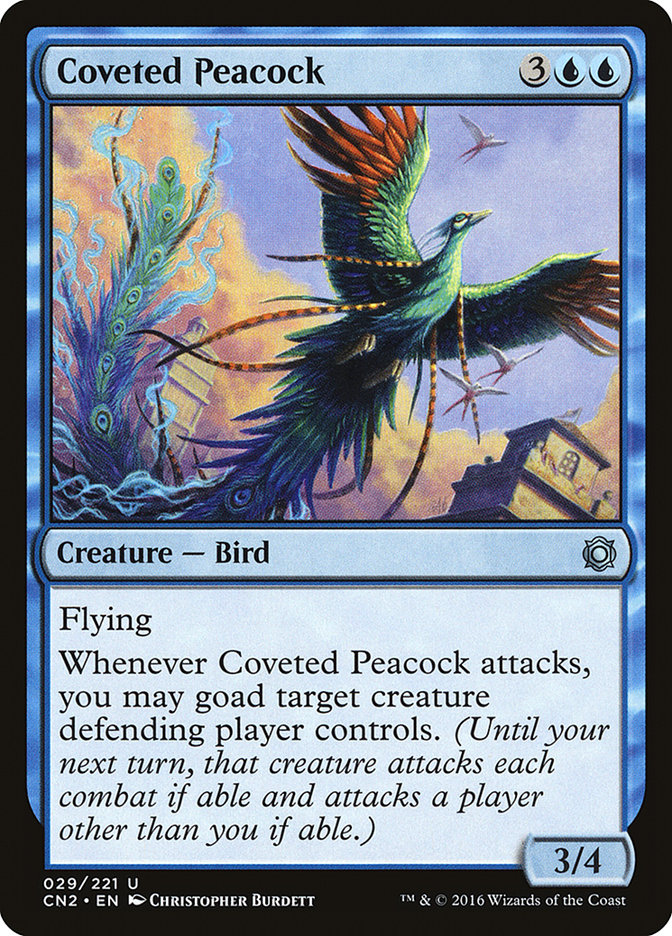 Coveted Peacock 3
Creature — Bird
Flying
Whenever Coveted Peacock attacks,
you may goad target creature
defending player controls. (Until your
next turn, that creature attacks each
combat if able and attacks a player
other than you if able.)
3/4
029/221 U
CN2 • EN Christopher Burdett
™ & © 2016 Wizards of the Coast